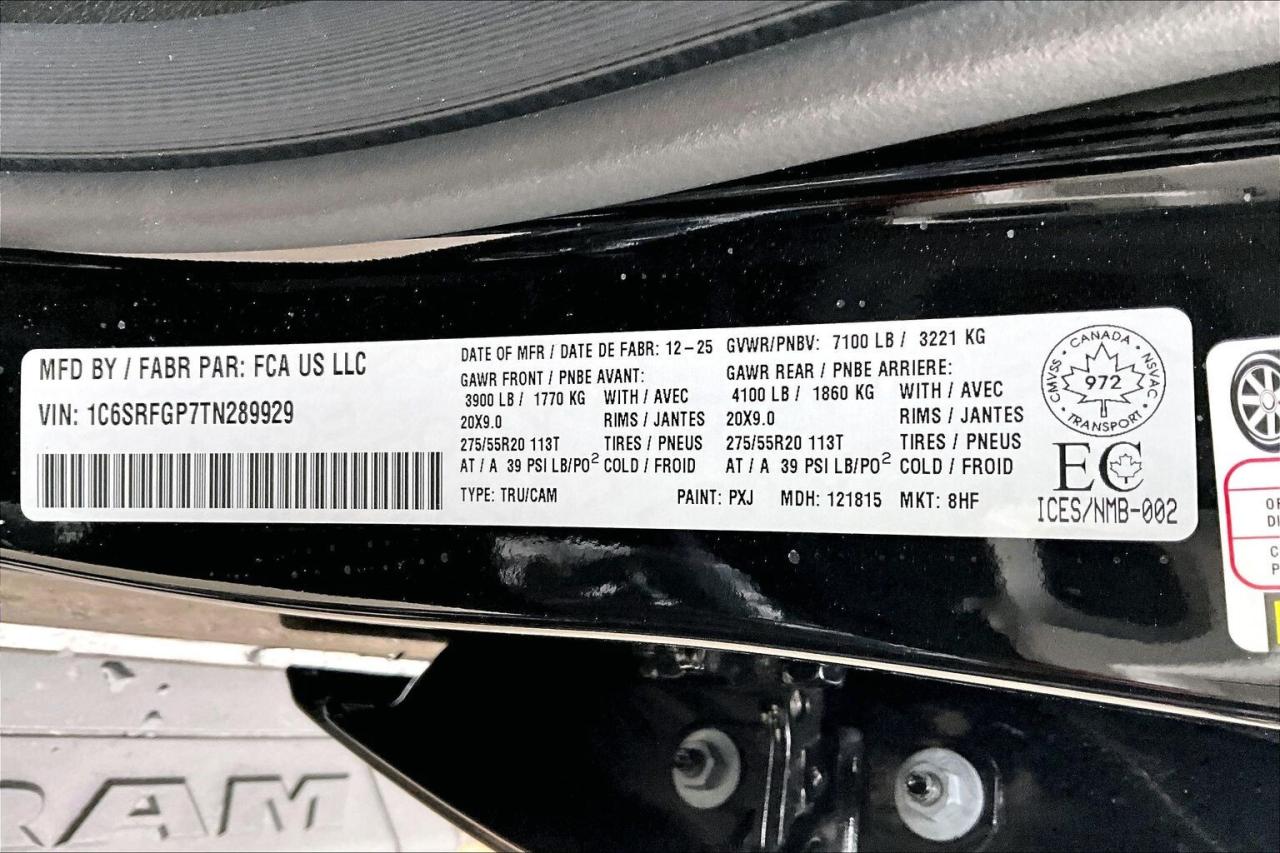 MFD BY / FABR PAR: FCA US LLC
VIN: 1C6SRFGP7TN289929
DATE OF MFR / DATE DE FABR: 12-25
GVWR/PNBV: 7100 LB / 3221 KG
GAWR FRONT / PNBE AVANT:
3900 LB / 1770 KG WITH / AVEC
20X9.0 RIMS / JANTES
275/55R20 113T TIRES / PNEUS
AT / A 39 PSI LB/PO² COLD / FROID
GAWR REAR / PNBE ARRIERE:
4100 LB / 1860 KG WITH / AVEC
20X9.0 RIMS / JANTES
275/55R20 113T TIRES / PNEUS
AT / A 39 PSI LB/PO² COLD / FROID
TYPE: TRU/CAM PAINT: PXJ MDH: 121815 MKT: 8HF
CANADA
CMVSS 972 NSVAC
TRANSPORT
EC
ICES/NMB-002
RAM